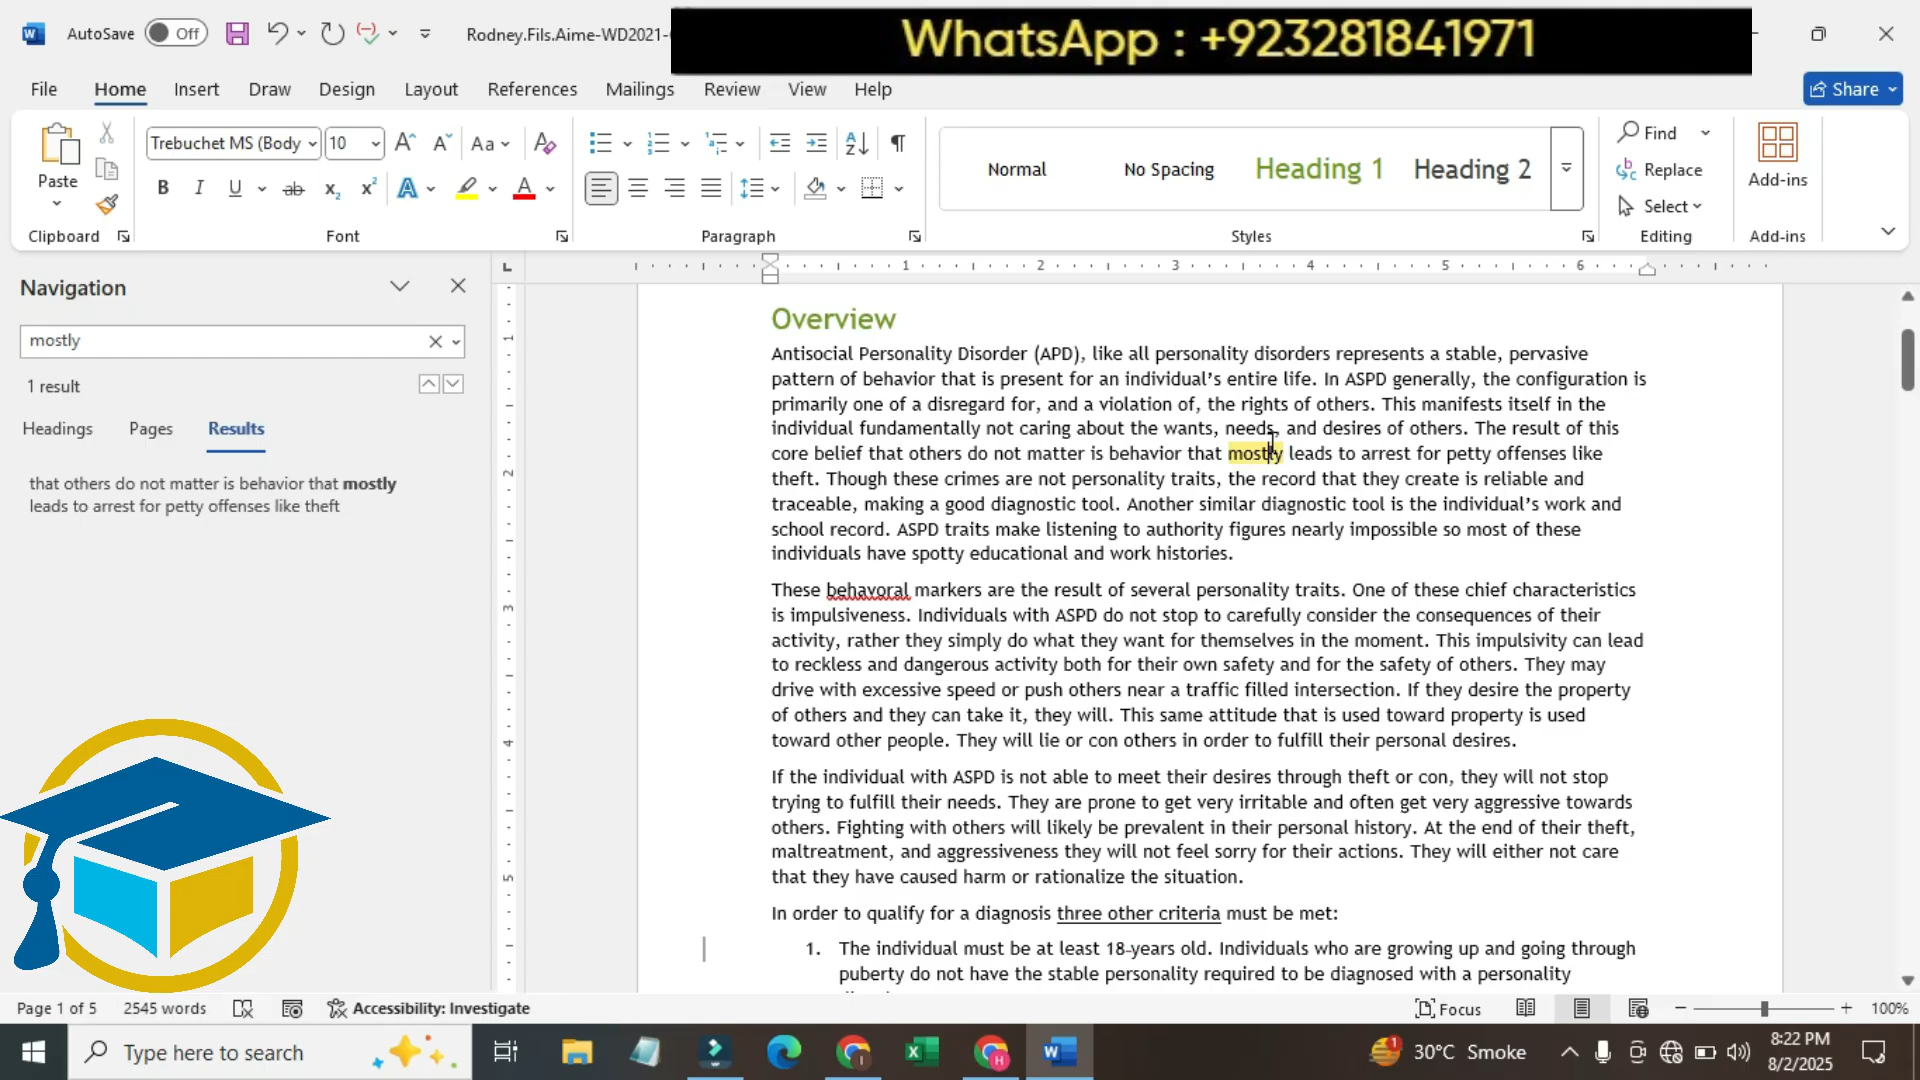 AutoSave Off Rodney.Fils.Aime-WD2021-
WhatsApp : +923281841971
File Home Insert Draw Design Layout References Mailings Review View Help Share
Paste
Clipboard
Trebuchet MS (Body 10
Font
Paragraph
Normal No Spacing Heading 1 Heading 2
Styles
Find
Replace
Select
Editing
Add-ins
Add-ins
Navigation
mostly
1 result
Headings Pages Results
that others do not matter is behavior that mostly
leads to arrest for petty offenses like theft
1 2 3 4 5 6
1
2
3
4
5
Overview
Antisocial Personality Disorder (APD), like all personality disorders represents a stable, pervasive
pattern of behavior that is present for an individual’s entire life. In ASPD generally, the configuration is
primarily one of a disregard for, and a violation of, the rights of others. This manifests itself in the
individual fundamentally not caring about the wants, needs, and desires of others. The result of this
core belief that others do not matter is behavior that mostly leads to arrest for petty offenses like
theft. Though these crimes are not personality traits, the record that they create is reliable and
traceable, making a good diagnostic tool. Another similar diagnostic tool is the individual’s work and
school record. ASPD traits make listening to authority figures nearly impossible so most of these
individuals have spotty educational and work histories.
These behavoral markers are the result of several personality traits. One of these chief characteristics
is impulsiveness. Individuals with ASPD do not stop to carefully consider the consequences of their
activity, rather they simply do what they want for themselves in the moment. This impulsivity can lead
to reckless and dangerous activity both for their own safety and for the safety of others. They may
drive with excessive speed or push others near a traffic filled intersection. If they desire the property
of others and they can take it, they will. This same attitude that is used toward property is used
toward other people. They will lie or con others in order to fulfill their personal desires.
If the individual with ASPD is not able to meet their desires through theft or con, they will not stop
trying to fulfill their needs. They are prone to get very irritable and often get very aggressive towards
others. Fighting with others will likely be prevalent in their personal history. At the end of their theft,
maltreatment, and aggressiveness they will not feel sorry for their actions. They will either not care
that they have caused harm or rationalize the situation.
In order to qualify for a diagnosis three other criteria must be met:
1. The individual must be at least 18-years old. Individuals who are growing up and going through
puberty do not have the stable personality required to be diagnosed with a personality
Page 1 of 5 2545 words Accessibility: Investigate Focus 100%
Type here to search
30°C Smoke
8:22 PM
8/2/2025